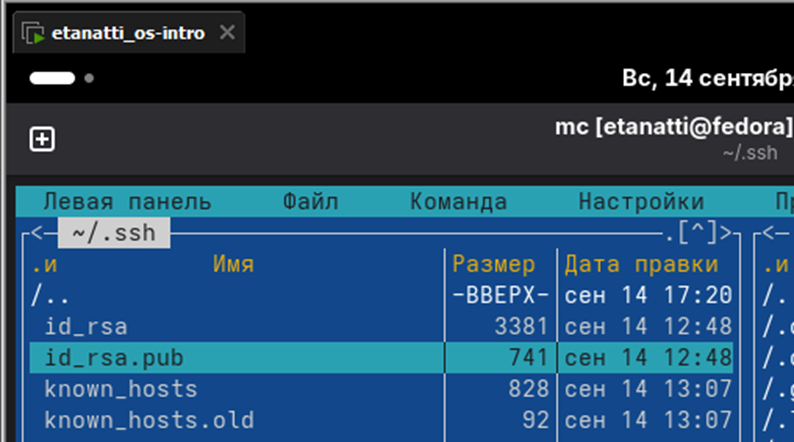 etanatti_os-intro
Вс, 14 сентября
mc [etanatti@fedora]
~/.ssh
Левая панель Файл Команда Настройки
<— ~/.ssh .[^]> <—
.и Имя Размер Дата правки .и
/.. -ВВЕРХ- сен 14 17:20 /.
id_rsa 3381 сен 14 12:48
id_rsa.pub 741 сен 14 12:48
known_hosts 828 сен 14 13:07
known_hosts.old 92 сен 14 13:07